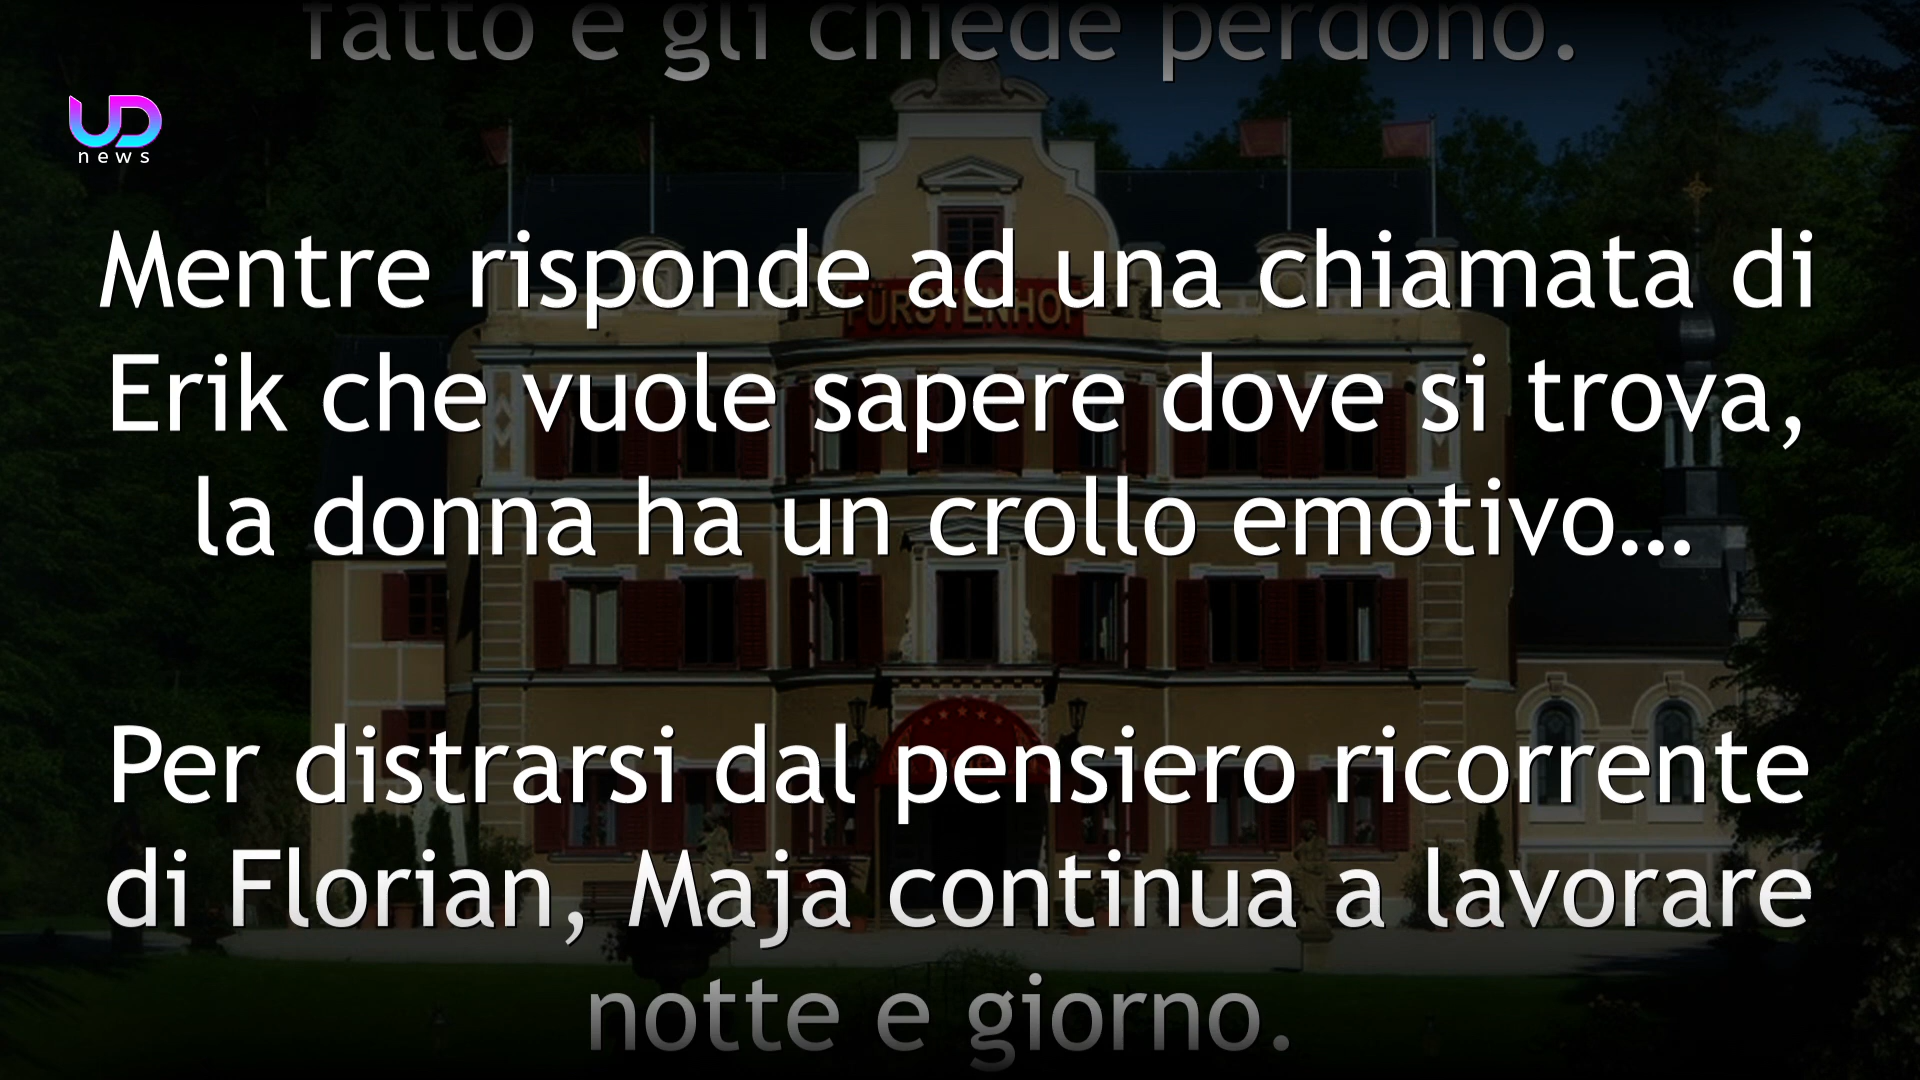 fatto e gli chiede perdono.
UD
news
Mentre risponde ad una chiamata di
FÜRSTENHOF
Erik che vuole sapere dove si trova,
la donna ha un crollo emotivo...
Per distrarsi dal pensiero ricorrente
di Florian, Maja continua a lavorare
notte e giorno.